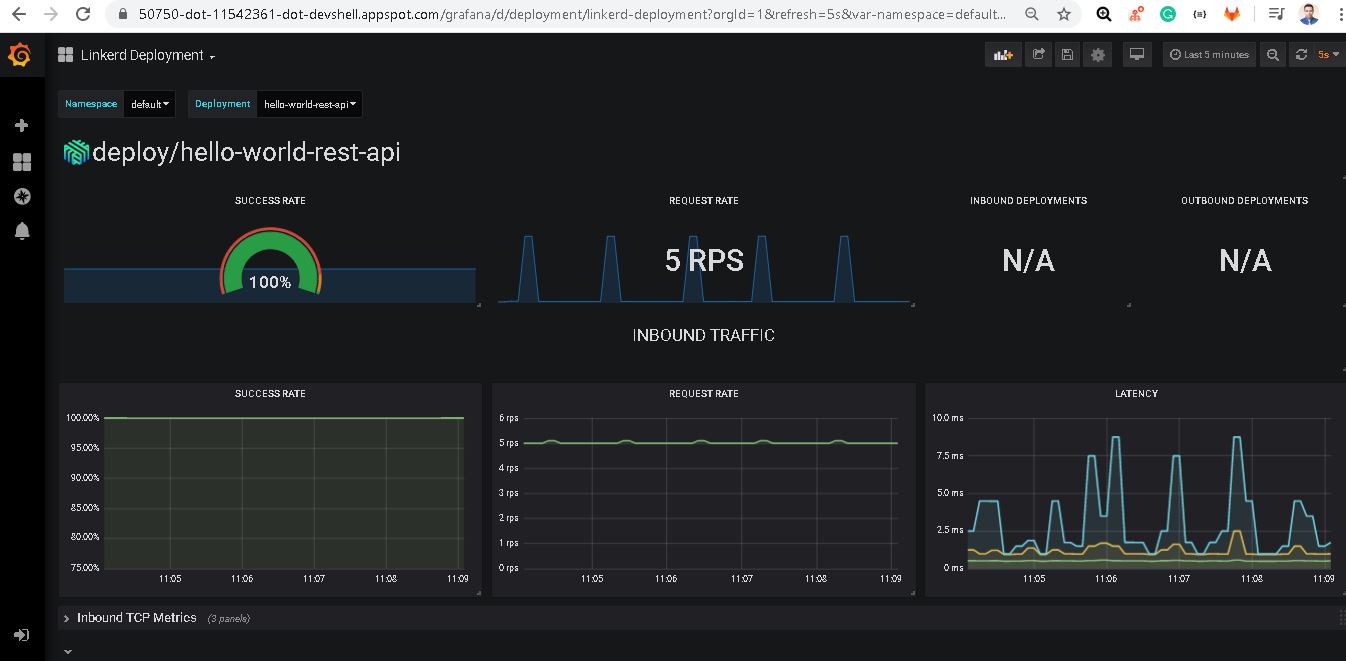 50750-dot-11542361-dot-devshell.appspot.com/grafana/d/deployment/linkerd-deployment?orgId=1&refresh=5s&var-namespace=default...
Linkerd Deployment
Last 5 minutes
5s
Namespace default Deployment hello-world-rest-api
deploy/hello-world-rest-api
SUCCESS RATE
100%
REQUEST RATE
5 RPS
INBOUND DEPLOYMENTS
N/A
OUTBOUND DEPLOYMENTS
N/A
INBOUND TRAFFIC
SUCCESS RATE
100.00%
95.00%
90.00%
85.00%
80.00%
75.00%
11:05 11:06 11:07 11:08 11:09
REQUEST RATE
6 rps
5 rps
4 rps
3 rps
2 rps
1 rps
0 rps
11:05 11:06 11:07 11:08 11:09
LATENCY
10.0 ms
7.5 ms
5.0 ms
2.5 ms
0 ms
11:05 11:06 11:07 11:08 11:09
Inbound TCP Metrics (3 panels)